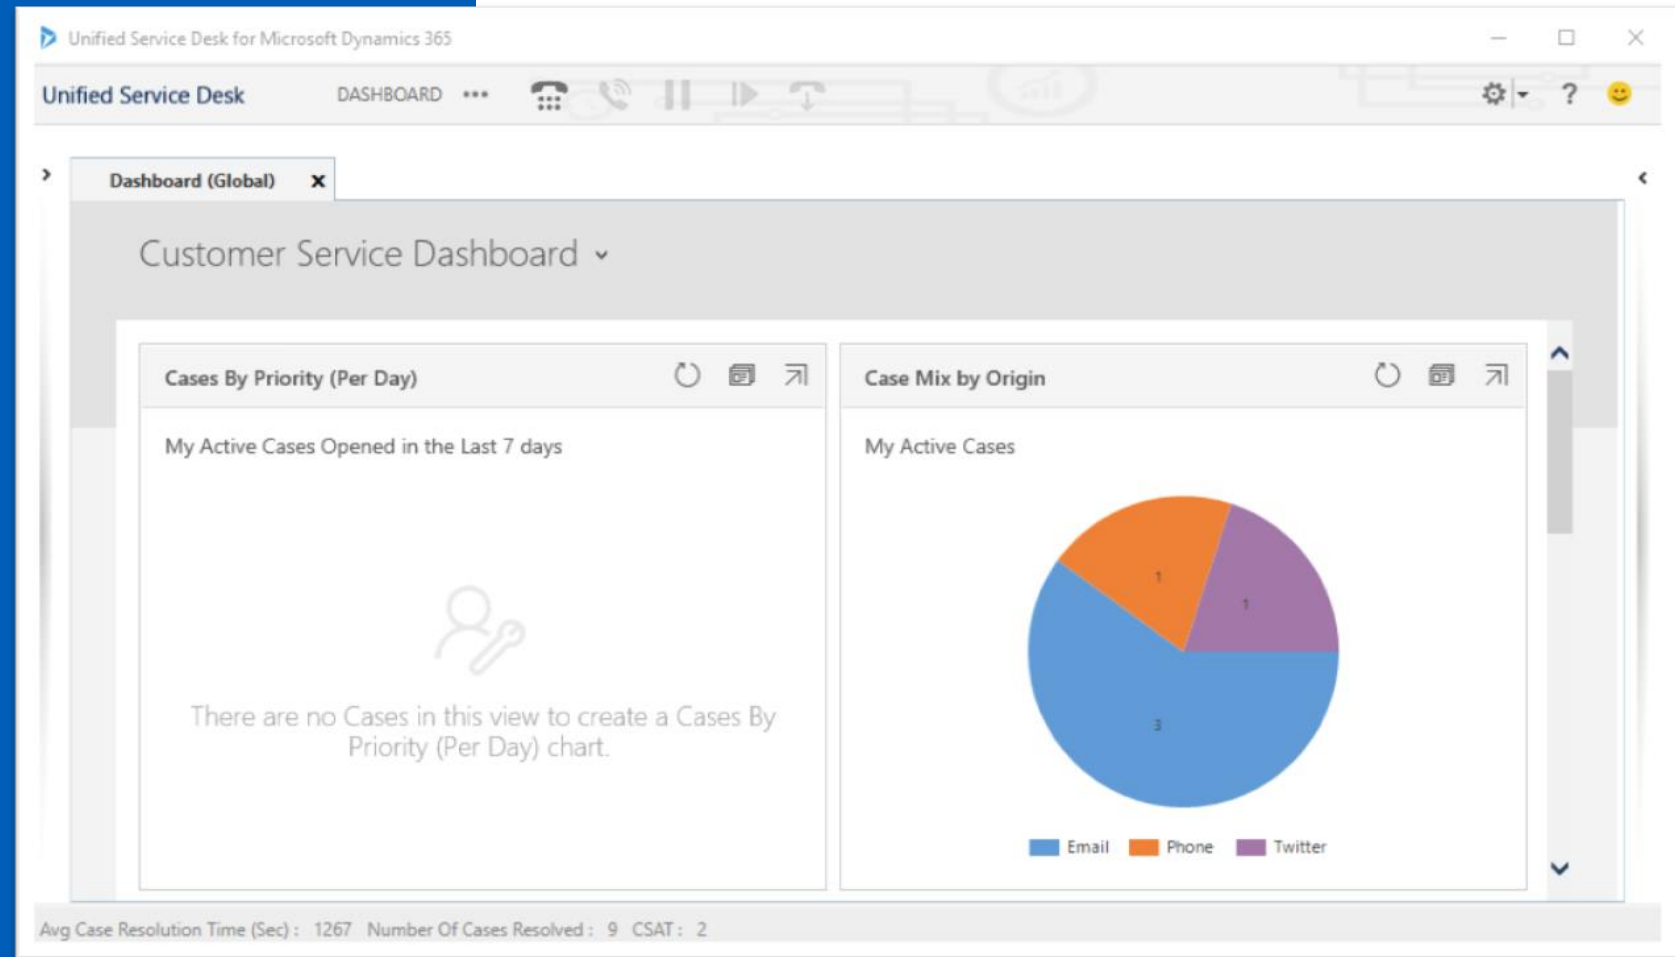 Unified Service Desk for Microsoft Dynamics 365
Unified Service Desk DASHBOARD ••• ?
Dashboard (Global) x
Customer Service Dashboard
Cases By Priority (Per Day)
My Active Cases Opened in the Last 7 days
There are no Cases in this view to create a Cases By
Priority (Per Day) chart.
Case Mix by Origin
My Active Cases
1
1
3
Email Phone Twitter
Avg Case Resolution Time (Sec) : 1267 Number Of Cases Resolved : 9 CSAT : 2